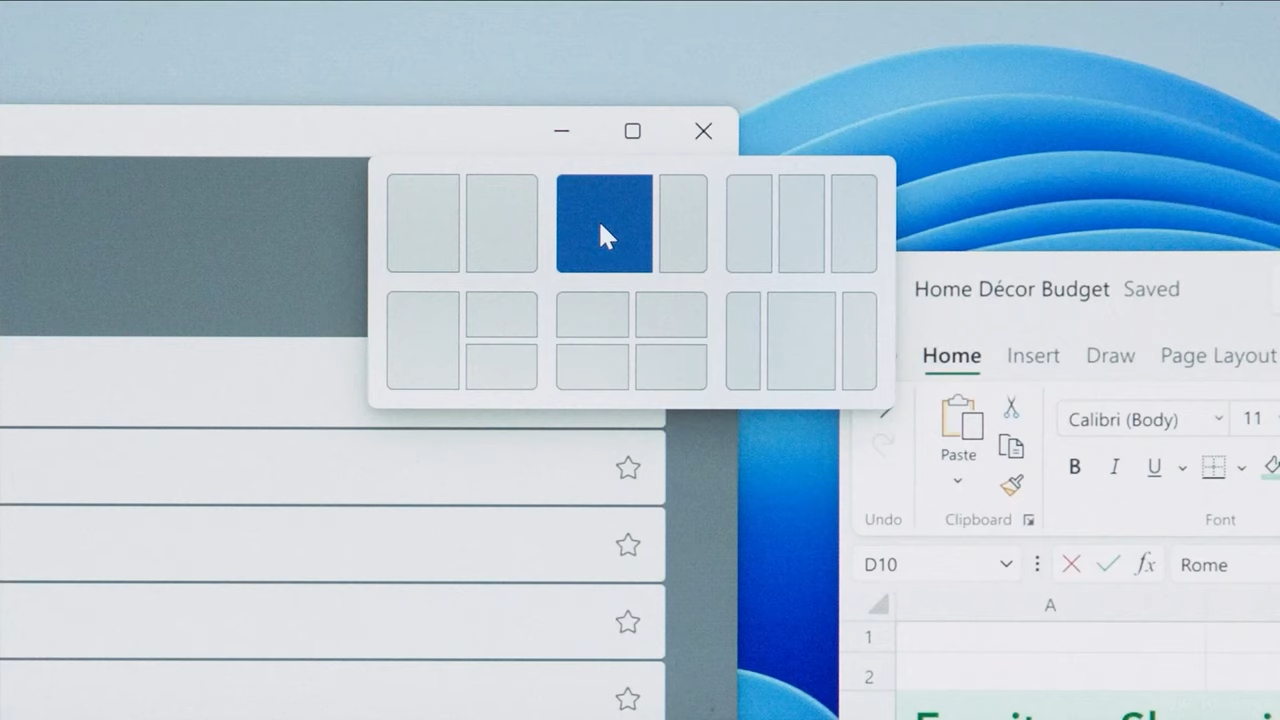 Home Décor Budget Saved
Home Insert Draw Page Layout
Calibri (Body) 11
Paste
B I U
Undo Clipboard Font
D10 fx Rome
A
1
2